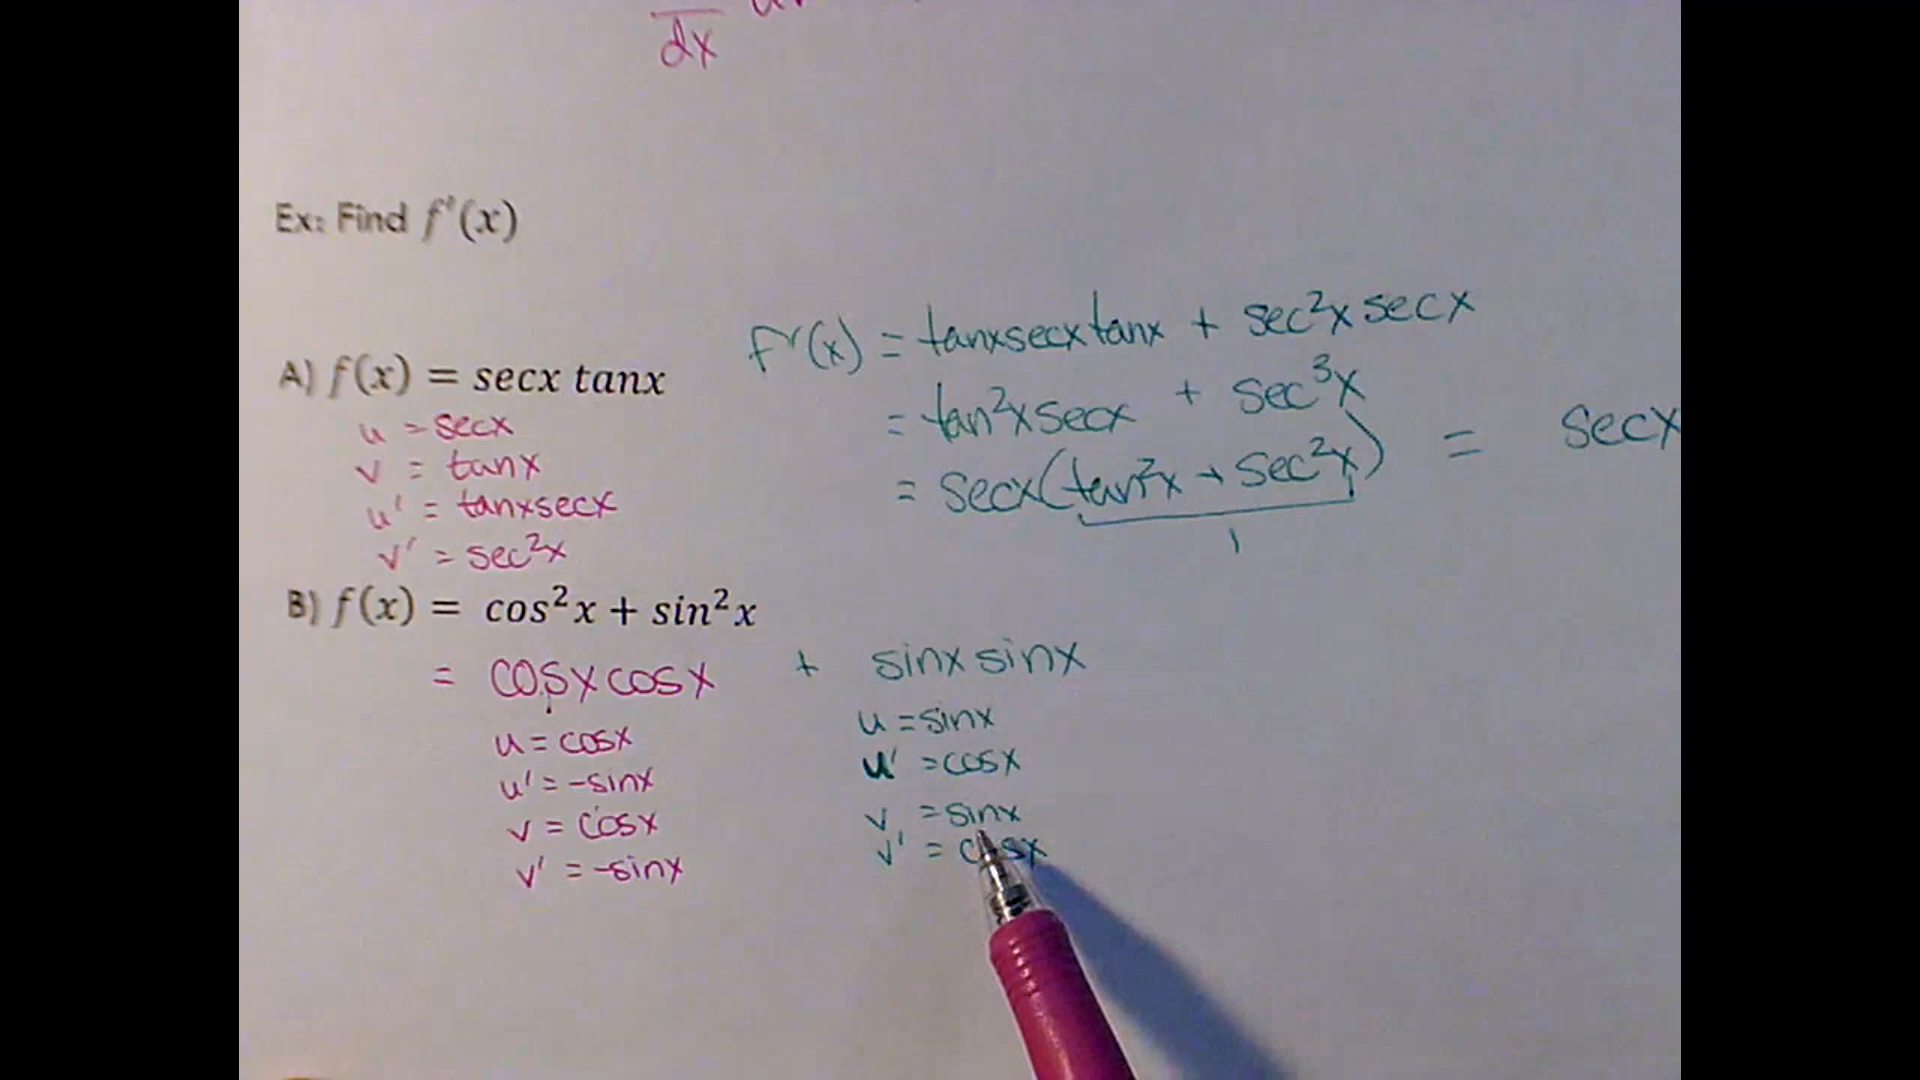 dx
Ex: Find f'(x)
f'(x) = tanxsecxtanx + sec²x secx
A) f(x) = secx tanx
= tan²xsecx + sec³x
u = secx
= secx(tan²x + sec²x) = secx
v = tanx
1
u' = tanxsecx
v' = sec²x
B) f(x) = cos²x + sin²x
= cosxcosx + sinxsinx
u = cosx
u' = -sinx
v = cosx
v' = -sinx
u = sinx
u' = cosx
v = sinx
v' = cosx